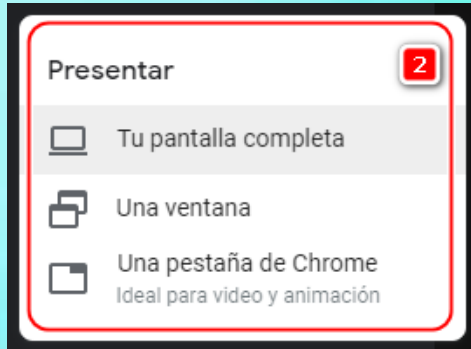 Presentar
2
Tu pantalla completa
Una ventana
Una pestaña de Chrome
Ideal para video y animación